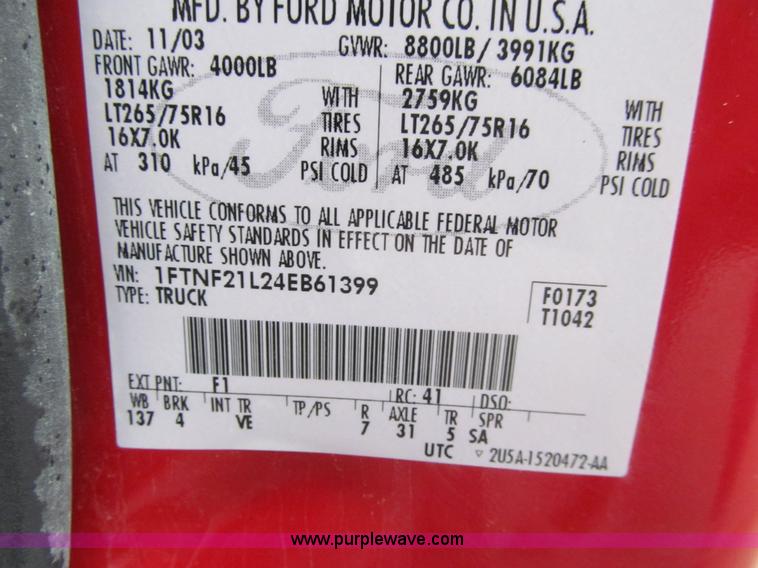 MFD. BY FORD MOTOR CO. IN U.S.A.
DATE: 11/03 GVWR: 8800LB/ 3991KG
FRONT GAWR: 4000LB REAR GAWR: 6084LB
1814KG WITH 2759KG WITH
LT265/75R16 TIRES LT265/75R16 TIRES
16X7.0K RIMS 16X7.0K RIMS
AT 310 kPa/45 PSI COLD AT 485 kPa/70 PSI COLD
Ford
THIS VEHICLE CONFORMS TO ALL APPLICABLE FEDERAL MOTOR
VEHICLE SAFETY STANDARDS IN EFFECT ON THE DATE OF
MANUFACTURE SHOWN ABOVE.
VIN: 1FTNF21L24EB61399
TYPE: TRUCK
F0173
T1042
EXT PNT: F1 RC: 41 DSO:
WB BRK INT TR TP/PS R AXLE TR SPR
137 4 VE 7 31 5 SA
UTC ▽ 2U5A-1520472-AA
www.purplewave.com